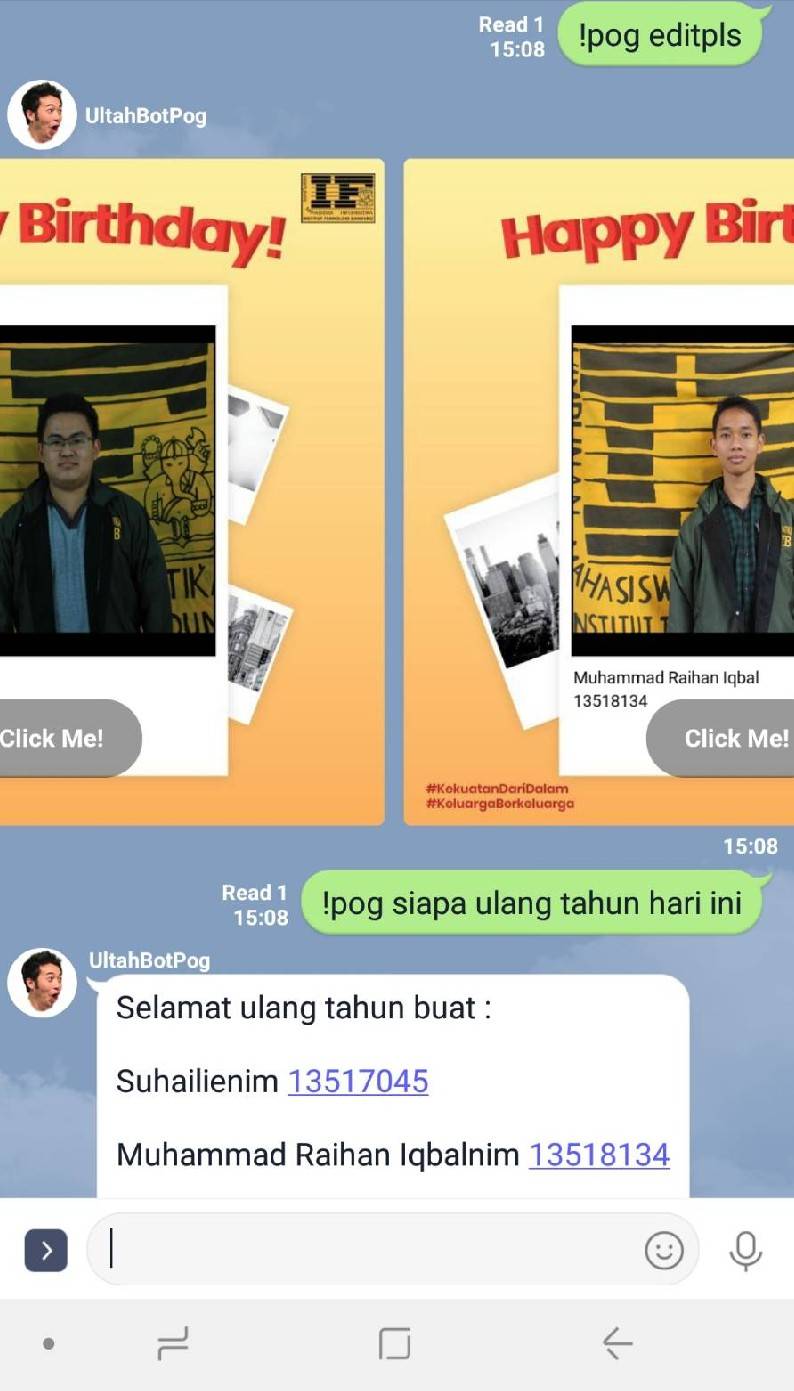 Read 1
15:08
!pog editpls
UltahBotPog
Birthday!
IF
Happy Birt
TIK
AHASISW
INSTITUT T
Muhammad Raihan Iqbal
13518134
Click Me!
Click Me!
#KekuatanDariDalam
#KeluargaBerkeluarga
15:08
Read 1
15:08
!pog siapa ulang tahun hari ini
UltahBotPog
Selamat ulang tahun buat :
Suhailienim 13517045
Muhammad Raihan Iqbalnim 13518134